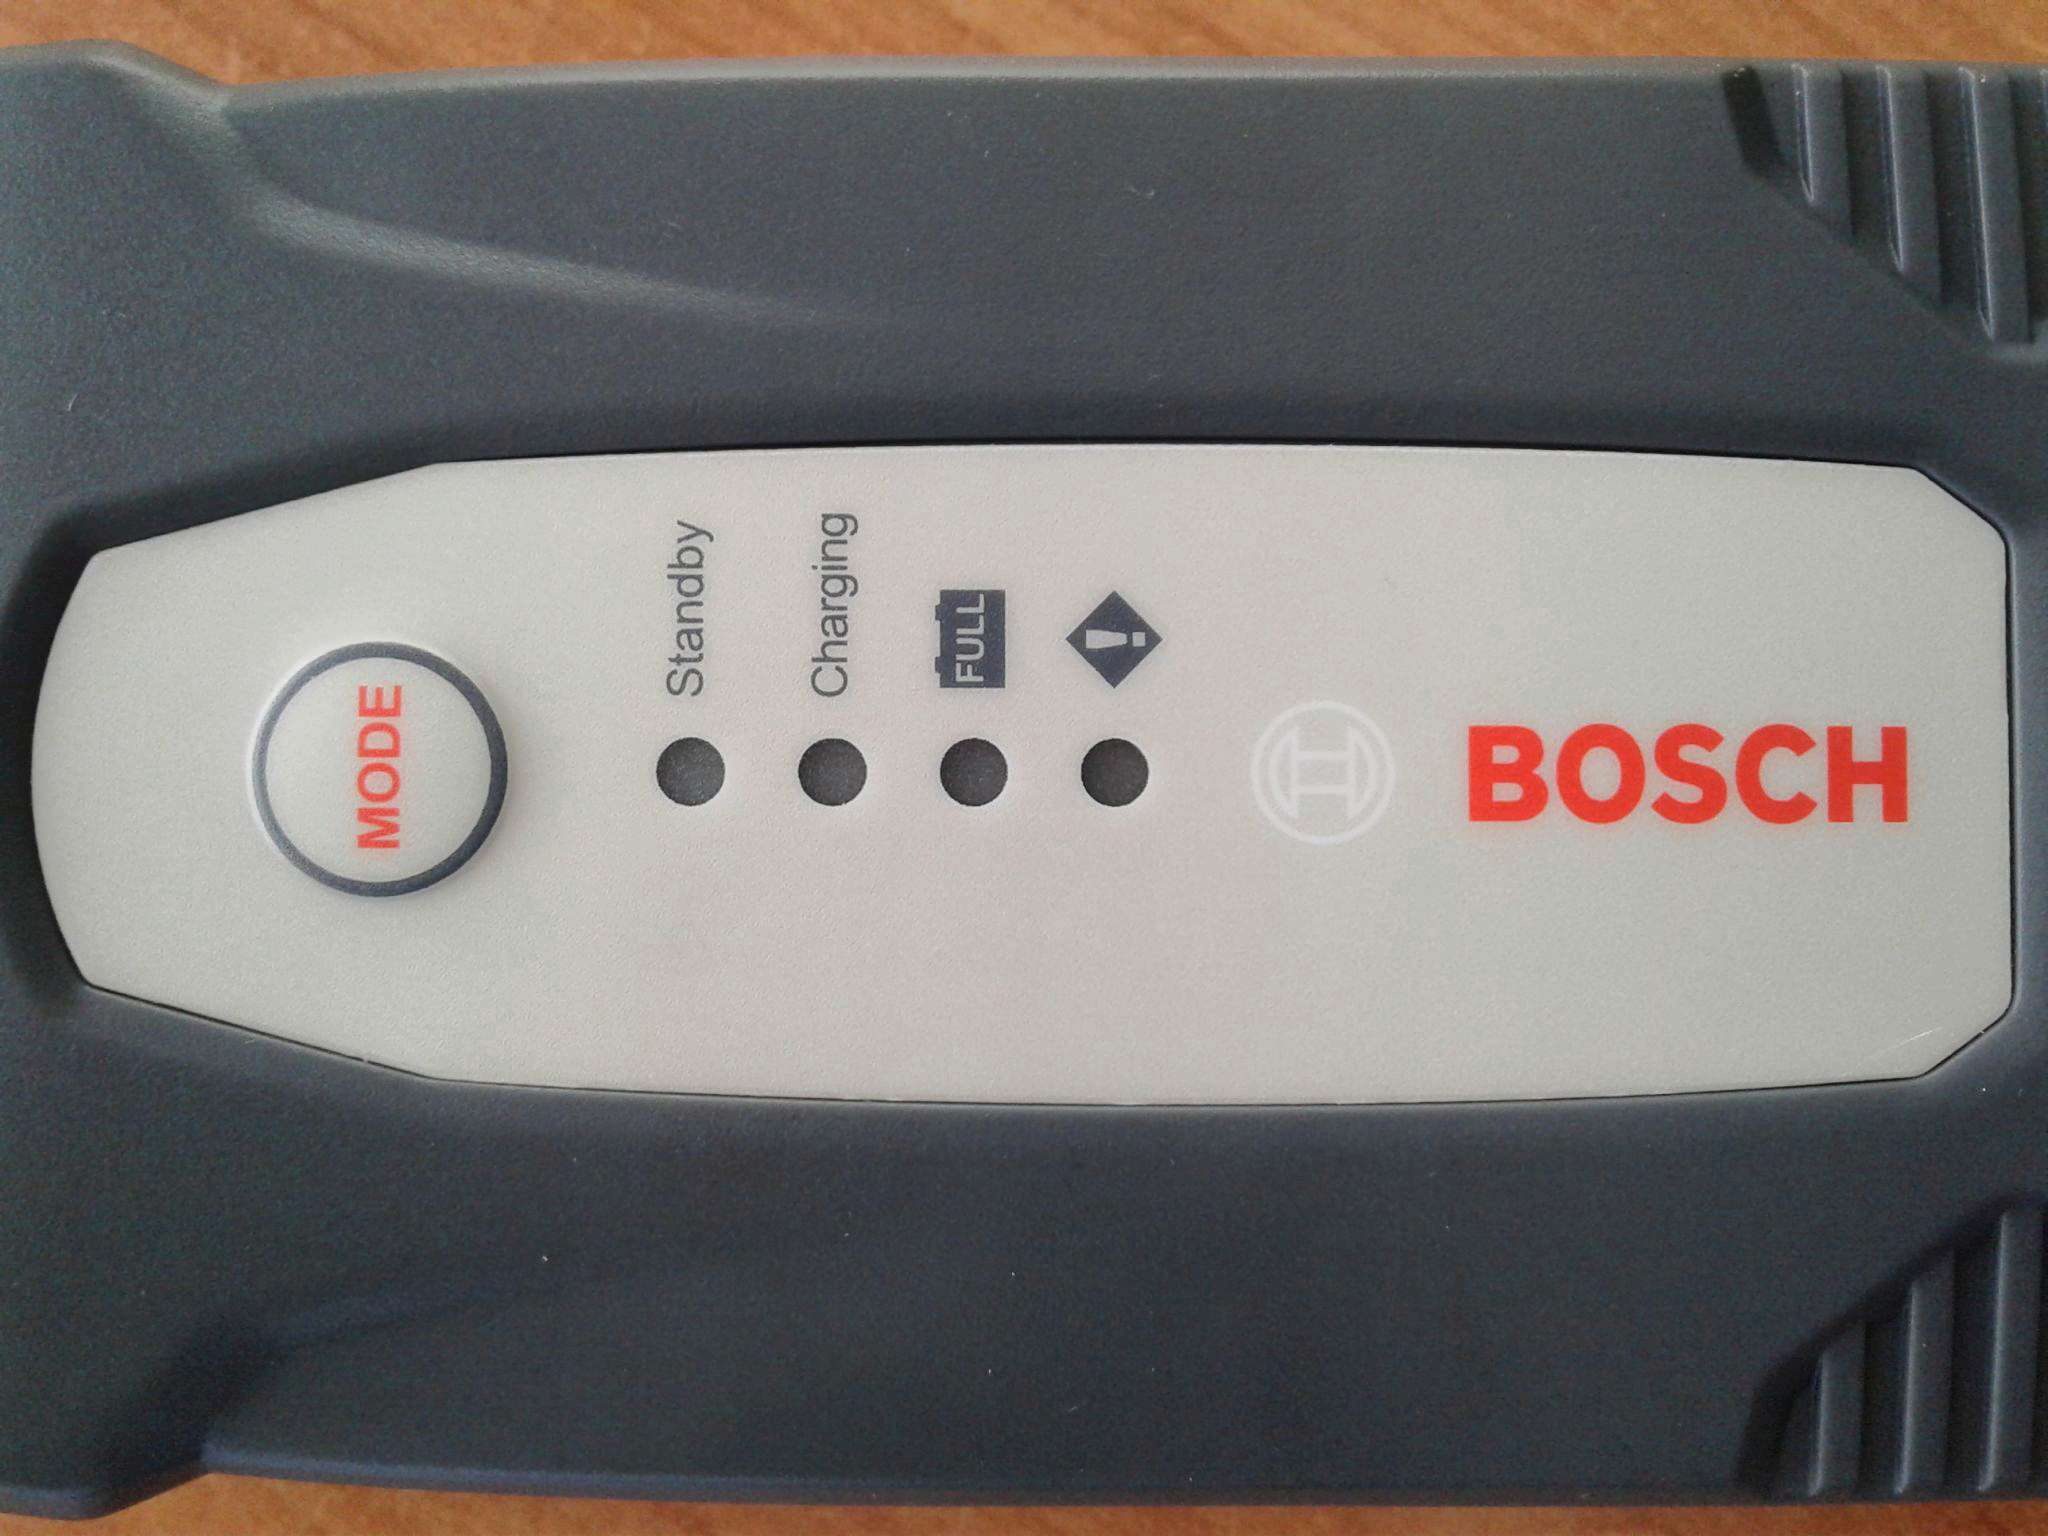 MODE
Standby
Charging
FULL
!
BOSCH